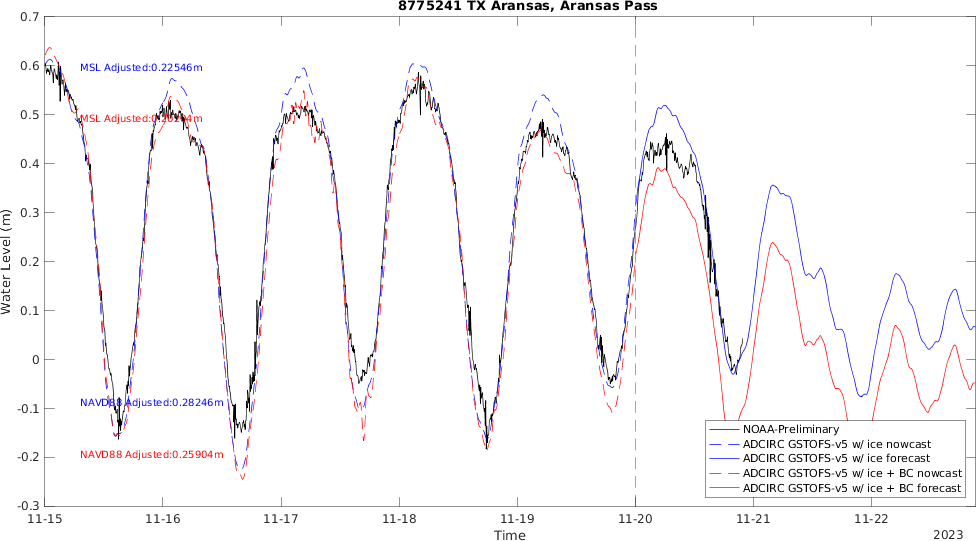 8775241 TX Aransas, Aransas Pass
0.7
0.6
0.5
0.4
0.3
0.2
0.1
0
-0.1
-0.2
-0.3
Water Level (m)
MSL Adjusted:0.22546m
MSL Adjusted:
NAVD88 Adjusted:0.28246m
NAVD88 Adjusted:0.25904m
NOAA-Preliminary
ADCIRC GSTOFS-v5 w/ ice nowcast
ADCIRC GSTOFS-v5 w/ ice forecast
ADCIRC GSTOFS-v5 w/ice + BC nowcast
ADCIRC GSTOFS-v5 w/ice + BC forecast
11-15
11-16
11-17
11-18
11-19
11-20
11-21
11-22
Time
2023